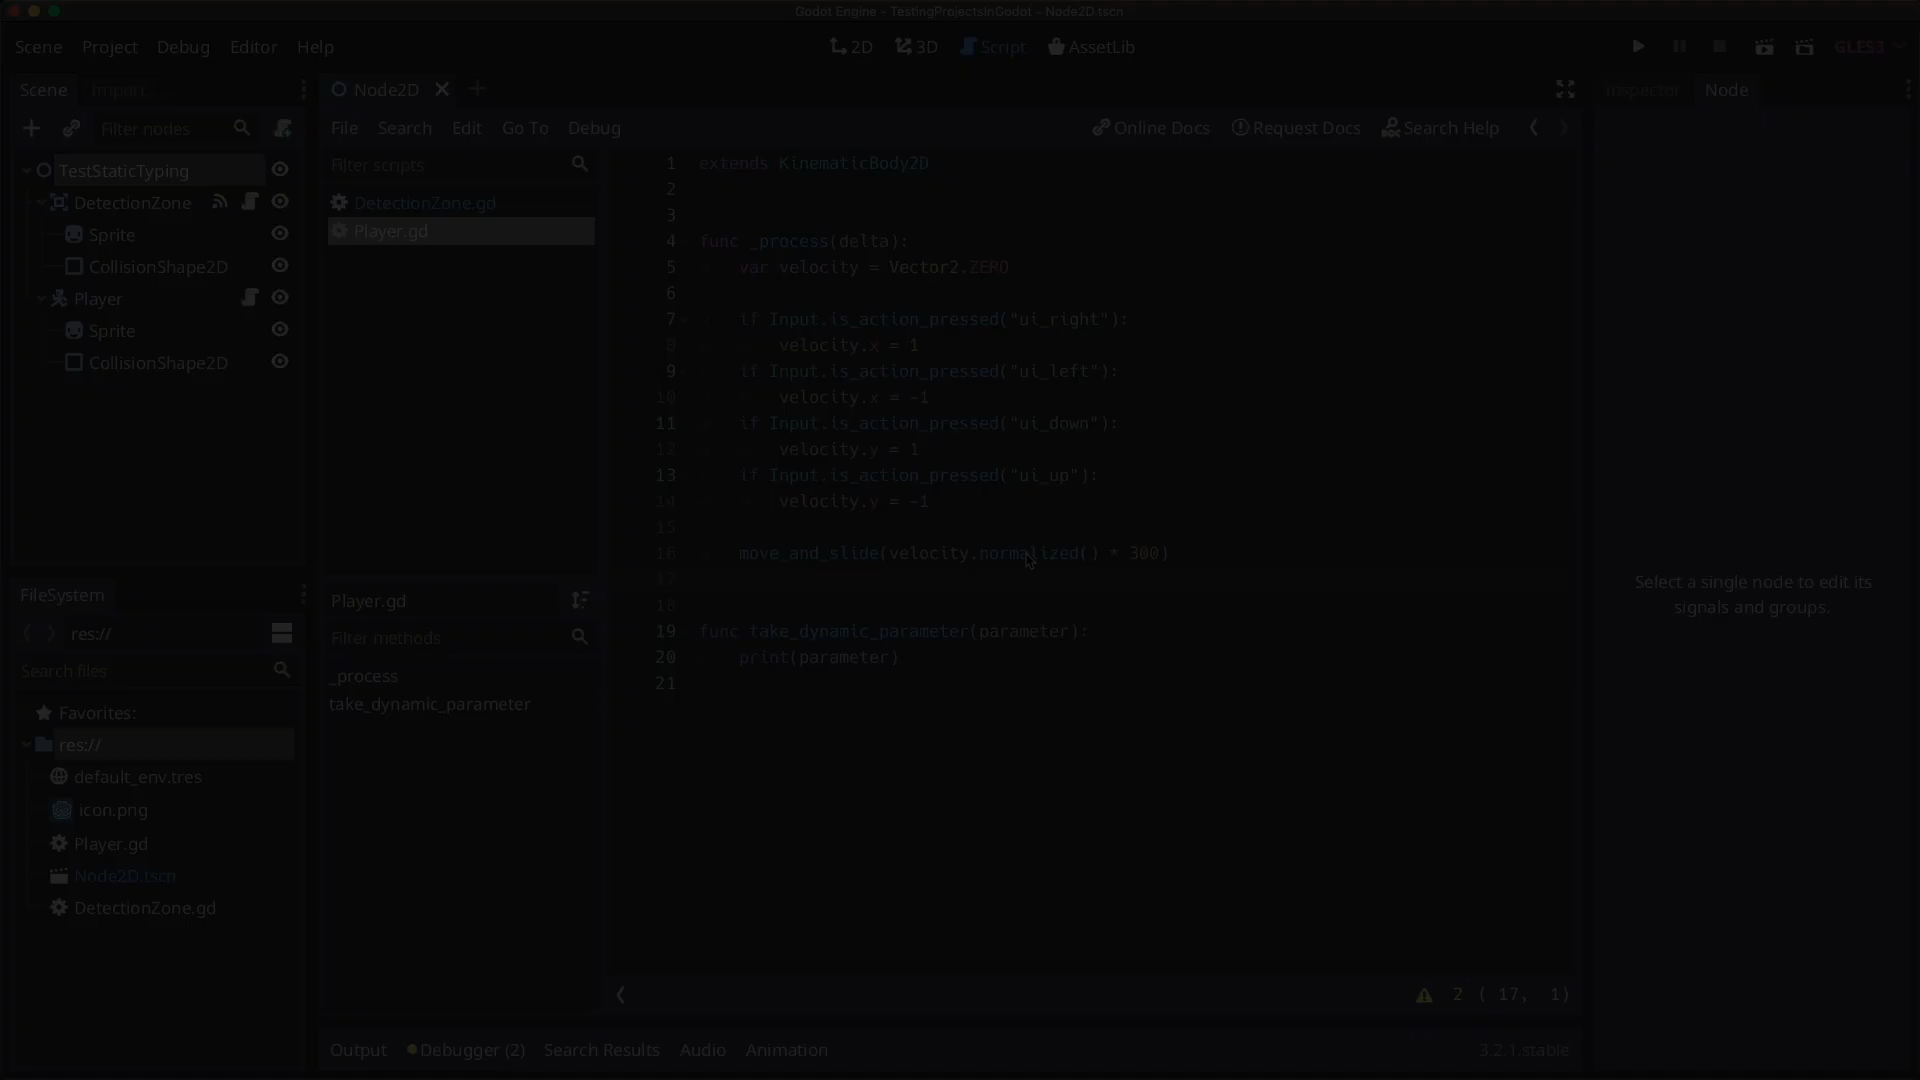 Godot Engine - TestingProjectsInGodot - Node2D.tscn
Scene Project Debug Editor Help
2D 3D Script AssetLib
GLES3
Scene Import
Node2D
Inspector Node
Filter nodes
File Search Edit Go To Debug
Online Docs Request Docs Search Help
TestStaticTyping
DetectionZone
Sprite
CollisionShape2D
Player
Sprite
CollisionShape2D
Filter scripts
DetectionZone.gd
Player.gd
1 extends KinematicBody2D
2
3
4 func _process(delta):
5 var velocity = Vector2.ZERO
6
7 if Input.is_action_pressed("ui_right"):
8 velocity.x = 1
9 if Input.is_action_pressed("ui_left"):
10 velocity.x = -1
11 if Input.is_action_pressed("ui_down"):
12 velocity.y = 1
13 if Input.is_action_pressed("ui_up"):
14 velocity.y = -1
15
16 move_and_slide(velocity.normalized() * 300)
17
18
19 func take_dynamic_parameter(parameter):
20 print(parameter)
21
Select a single node to edit its
signals and groups.
FileSystem
res://
Search files
Favorites:
res://
default_env.tres
icon.png
Player.gd
Node2D.tscn
DetectionZone.gd
Player.gd
Filter methods
_process
take_dynamic_parameter
2 ( 17, 1)
Output Debugger (2) Search Results Audio Animation
3.2.1.stable